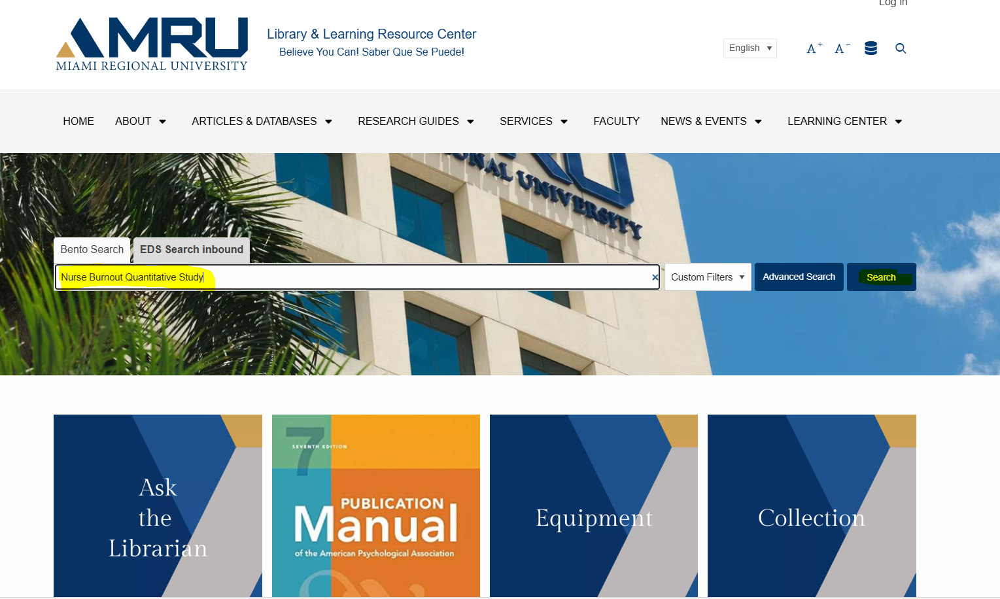 Log In
MRU
MIAMI REGIONAL UNIVERSITY
Library & Learning Resource Center
Believe You Can! Saber Que Se Puede!
English
A+ A−
HOME ABOUT ARTICLES & DATABASES RESEARCH GUIDES SERVICES FACULTY NEWS & EVENTS LEARNING CENTER
ONAL UNIVERSITY
Bento Search EDS Search inbound
Nurse Burnout Quantitative Study × Custom Filters Advanced Search Search
Ask
the
Librarian
7
SEVENTH EDITION
PUBLICATION
Manual
of the American Psychological Association
Equipment
Collection